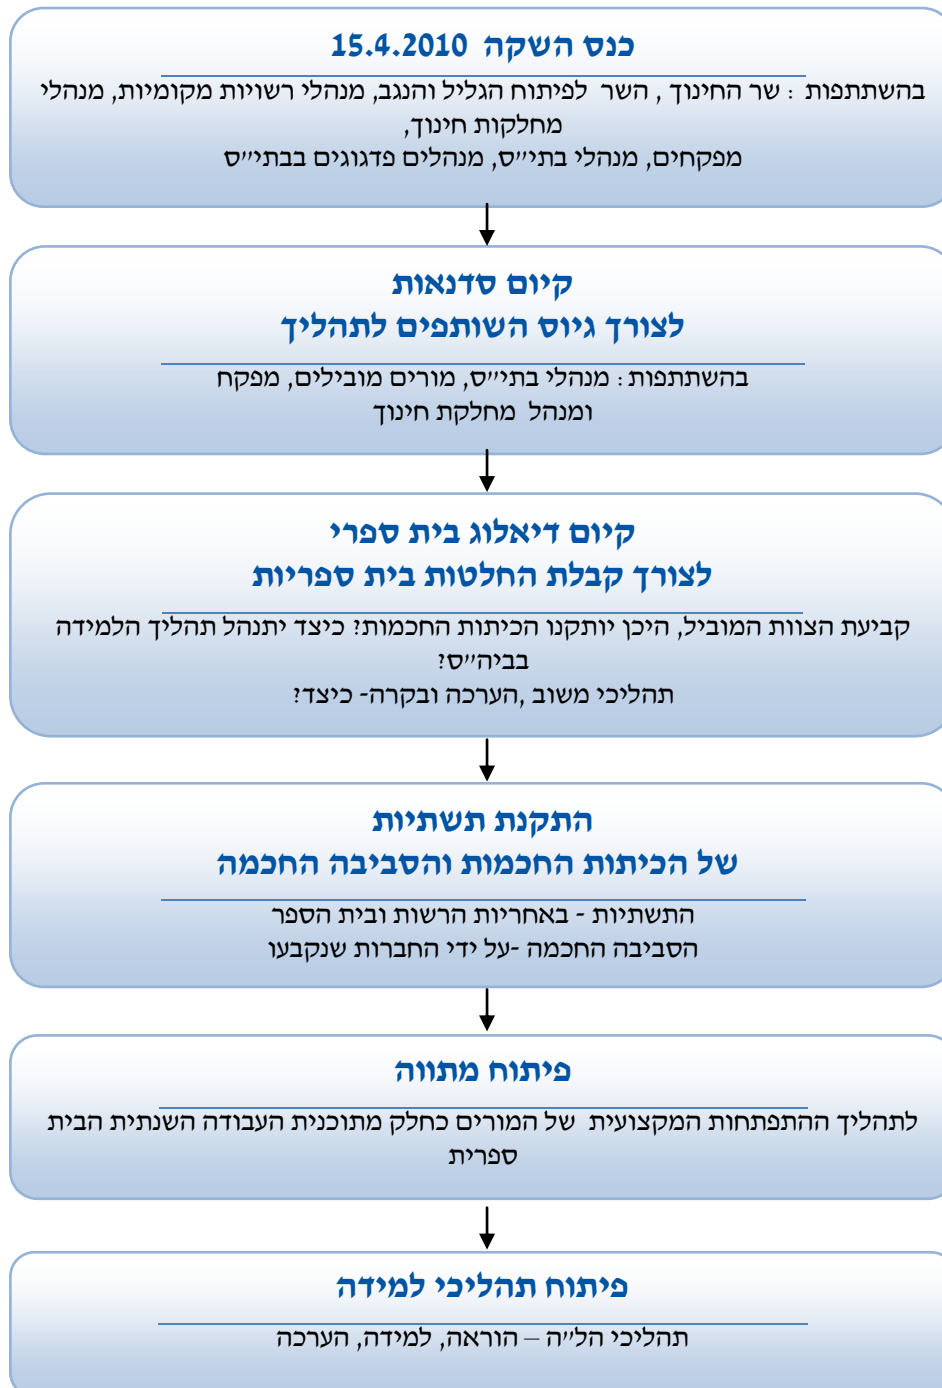 כנס השקה 15.4.2010
בהשתתפות : שר החינוך , השר לפיתוח הגליל והנגב, מנהלי רשויות מקומיות, מנהלי
מחלקות חינוך,
מפקחים, מנהלי בתי״ס, מנהלים פדגוגים בבתי״ס
קיום סדנאות
לצורך גיוס השותפים לתהליך
בהשתתפות : מנהלי בתי״ס, מורים מובילים, מפקח
ומנהל מחלקת חינוך
קיום דיאלוג בית ספרי
לצורך קבלת החלטות בית ספריות
קביעת הצוות המוביל, היכן יותקנו הכיתות החכמות? כיצד יתנהל תהליך הלמידה
בביה״ס?
תהליכי משוב ,הערכה ובקרה- כיצד?
התקנת תשתיות
של הכיתות החכמות והסביבה החכמה
התשתיות - באחריות הרשות ובית הספר
הסביבה החכמה -על ידי החברות שנקבעו
פיתוח מתווה
לתהליך ההתפתחות המקצועית של המורים כחלק מתוכנית העבודה השנתית הבית
ספרית
פיתוח תהליכי למידה
תהליכי הל״ה – הוראה, למידה, הערכה